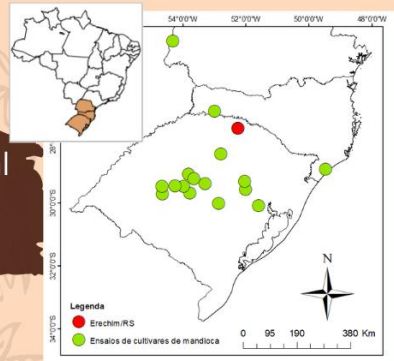 54°0'0"W 52°0'0"W 49°0'0"W 48°0'0"W
28°
30°0'0"S
32°0'0"S
34°0'0"S
N
Legenda
Erechim/RS
Ensaios de cultivares de mandioca
0 95 190 380 Km